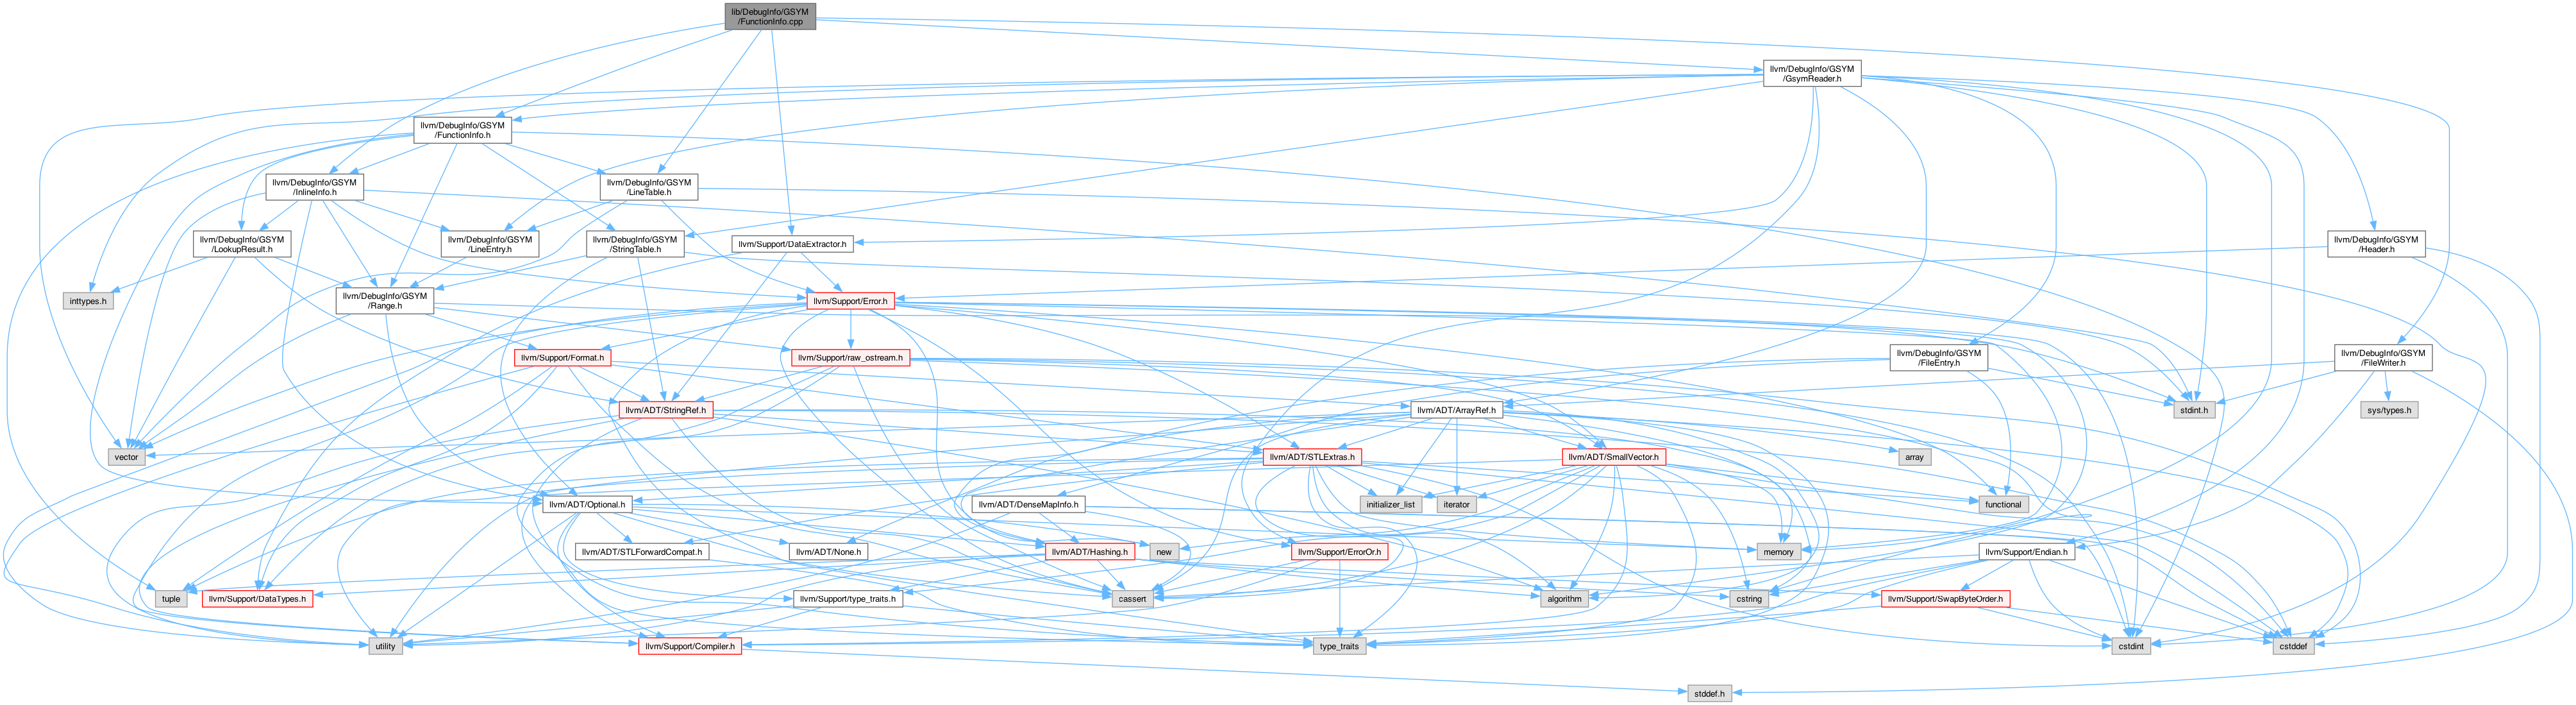 lib/DebugInfo/GSYM
/FunctionInfo.cpp
llvm/DebugInfo/GSYM
/GsymReader.h
llvm/DebugInfo/GSYM
/FunctionInfo.h
llvm/DebugInfo/GSYM
/InlineInfo.h
llvm/DebugInfo/GSYM
/LineTable.h
llvm/DebugInfo/GSYM
/LookupResult.h
llvm/DebugInfo/GSYM
/LineEntry.h
llvm/DebugInfo/GSYM
/StringTable.h
llvm/Support/DataExtractor.h
llvm/DebugInfo/GSYM
/Header.h
inttypes.h
llvm/DebugInfo/GSYM
/Range.h
llvm/Support/Error.h
llvm/Support/Format.h
llvm/Support/raw_ostream.h
llvm/DebugInfo/GSYM
/FileEntry.h
llvm/DebugInfo/GSYM
/FileWriter.h
llvm/ADT/StringRef.h
llvm/ADT/ArrayRef.h
stdint.h
sys/types.h
vector
llvm/ADT/STLExtras.h
llvm/ADT/SmallVector.h
array
llvm/ADT/Optional.h
llvm/ADT/DenseMapInfo.h
initializer_list
iterator
functional
llvm/ADT/STLForwardCompat.h
llvm/ADT/None.h
llvm/ADT/Hashing.h
new
llvm/Support/ErrorOr.h
memory
llvm/Support/Endian.h
tuple
llvm/Support/DataTypes.h
llvm/Support/type_traits.h
cassert
algorithm
cstring
llvm/Support/SwapByteOrder.h
utility
llvm/Support/Compiler.h
type_traits
cstdint
cstddef
stddef.h